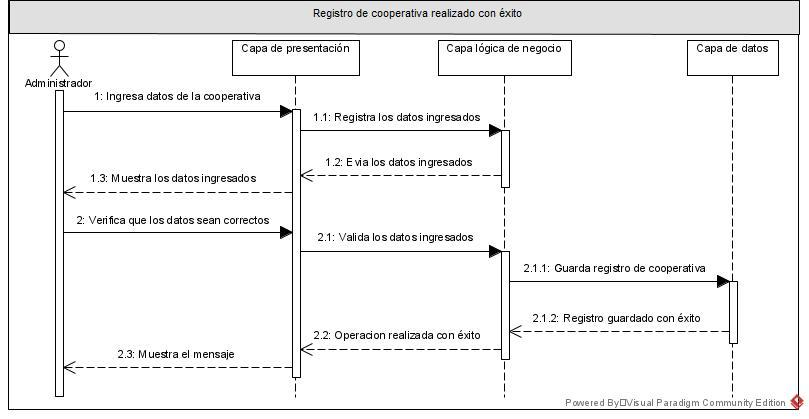 Registro de cooperativa realizado con éxito
Capa de presentación
Capa lógica de negocio
Capa de datos
Administrador
1: Ingresa datos de la cooperativa
1.1: Registra los datos ingresados
1.2: Evia los datos ingresados
1.3: Muestra los datos ingresados
2: Verifica que los datos sean correctos
2.1: Valida los datos ingresados
2.1.1: Guarda registro de cooperativa
2.1.2: Registro guardado con éxito
2.2: Operacion realizada con éxito
2.3: Muestra el mensaje
Powered By□Visual Paradigm Community Edition